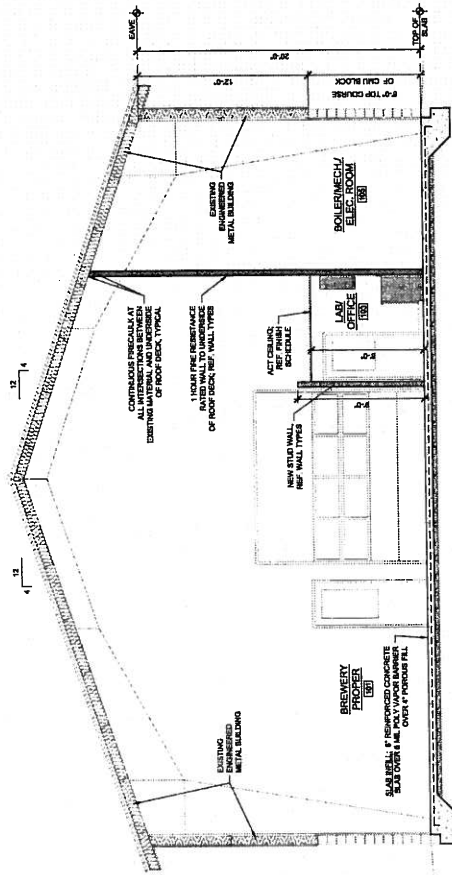 EAVE
TOP OF
SLAB
20'-0"
12'-0"
8'-0" TOP COURSE
OF CMU BLOCK
12
4
12
4
EXISTING
ENGINEERED
METAL BUILDING
CONTINUOUS FIRECAULK AT
ALL INTERSECTIONS BETWEEN
EXISTING MATERIAL AND UNDERSIDE
OF ROOF DECK, TYPICAL
1 HOUR FIRE RESISTANCE
RATED WALL TO UNDERSIDE
OF ROOF DECK, REF. WALL TYPES
EXISTING
ENGINEERED
METAL BUILDING
BOILER/MECH./
ELEC. ROOM
ACT CEILING,
REF. FINISH
SCHEDULE
LAB/
OFFICE
NEW STUD WALL,
REF. WALL TYPES
BREWERY
PROPER
101
SLAB INFILL: 6" REINFORCED CONCRETE
SLAB OVER 6 MIL POLY VAPOR BARRIER
OVER 4" POROUS FILL